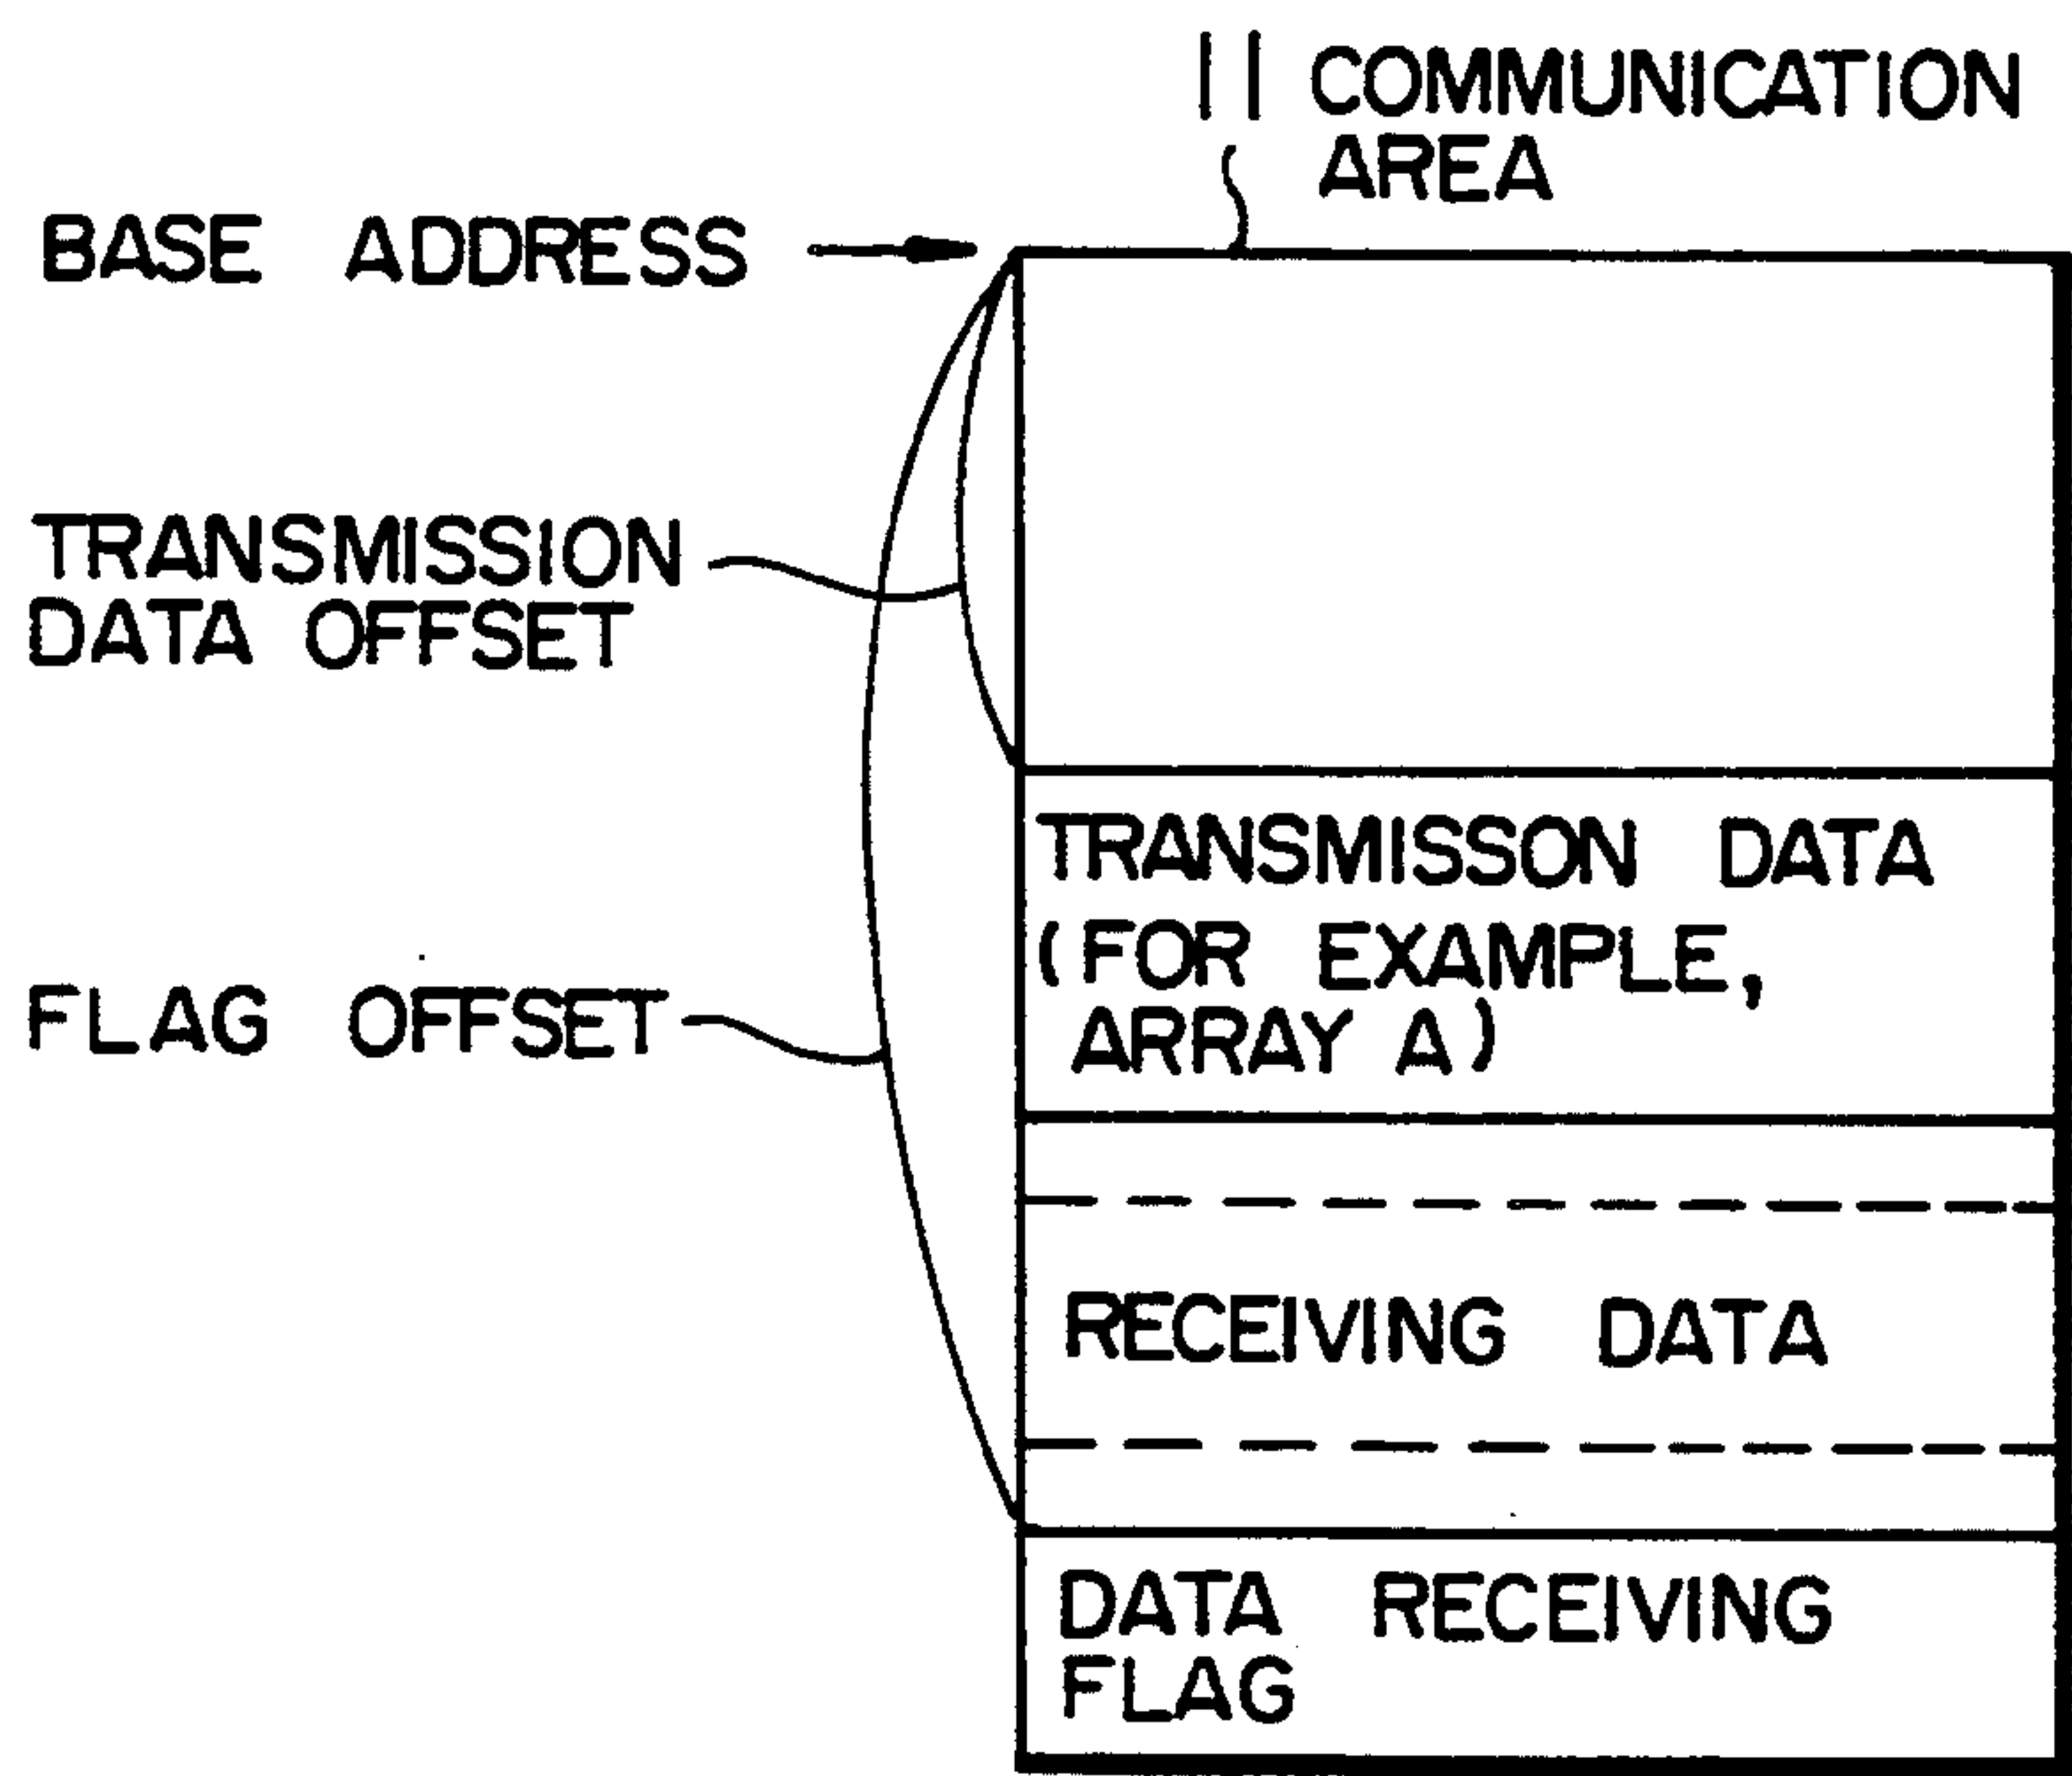 11 COMMUNICATION
AREA
BASE ADDRESS
TRANSMISSION
DATA OFFSET
TRANSMISSON DATA
(FOR EXAMPLE,
ARRAY A)
FLAG OFFSET
RECEIVING DATA
DATA RECEIVING
FLAG